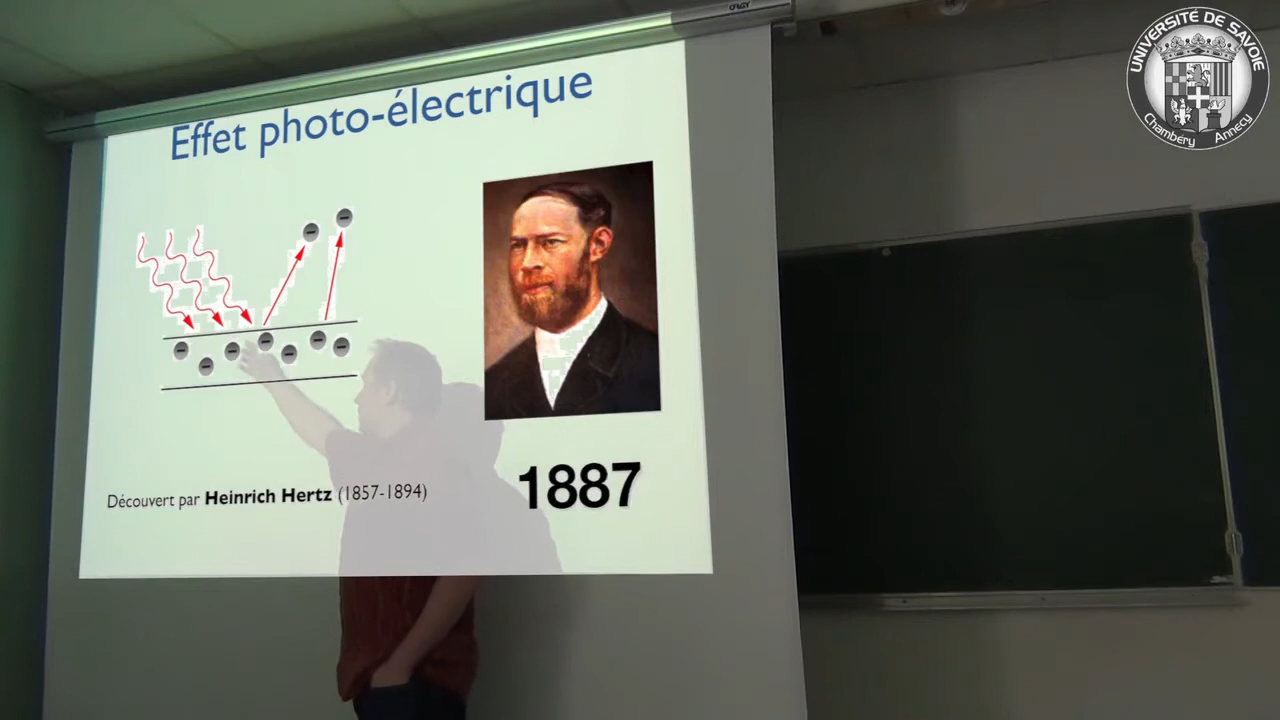 Effet photo-électrique
Découvert par Heinrich Hertz (1857-1894)
1887
UNIVERSITÉ DE SAVOIE
Chambéry Annecy